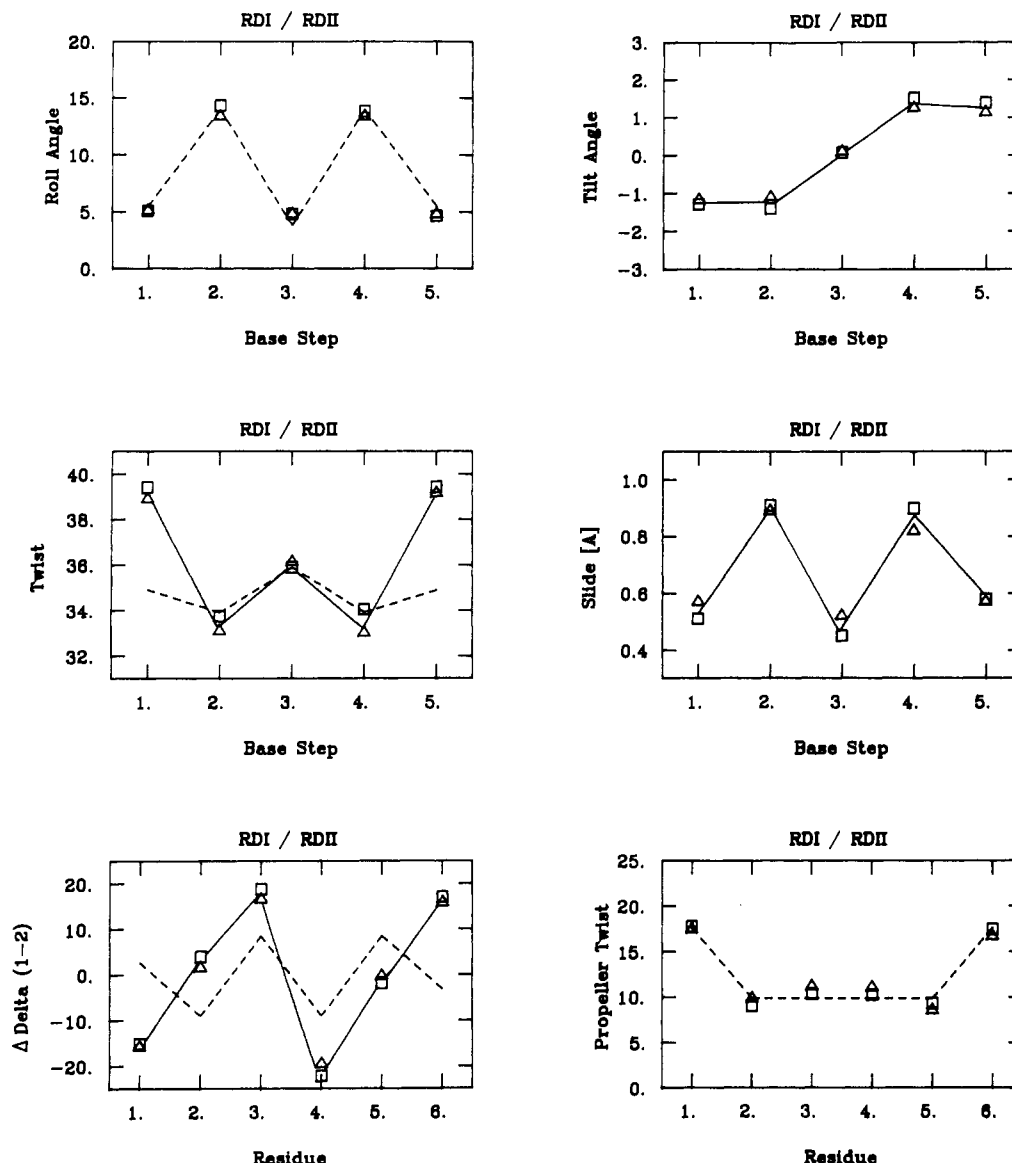 RDI / RDII
Roll Angle
20.
15.
10.
5.
0.
1. 2. 3. 4. 5.
Base Step
RDI / RDII
Tilt Angle
3.
2.
1.
0.
−1.
−2.
−3.
1. 2. 3. 4. 5.
Base Step
RDI / RDII
Twist
40.
38.
36.
34.
32.
1. 2. 3. 4. 5.
Base Step
RDI / RDII
Slide [A]
1.0
0.8
0.6
0.4
1. 2. 3. 4. 5.
Base Step
RDI / RDII
Δ Delta (1−2)
20.
10.
0.
−10.
−20.
1. 2. 3. 4. 5. 6.
Residue
RDI / RDII
Propeller Twist
25.
20.
15.
10.
5.
0.
1. 2. 3. 4. 5. 6.
Residue